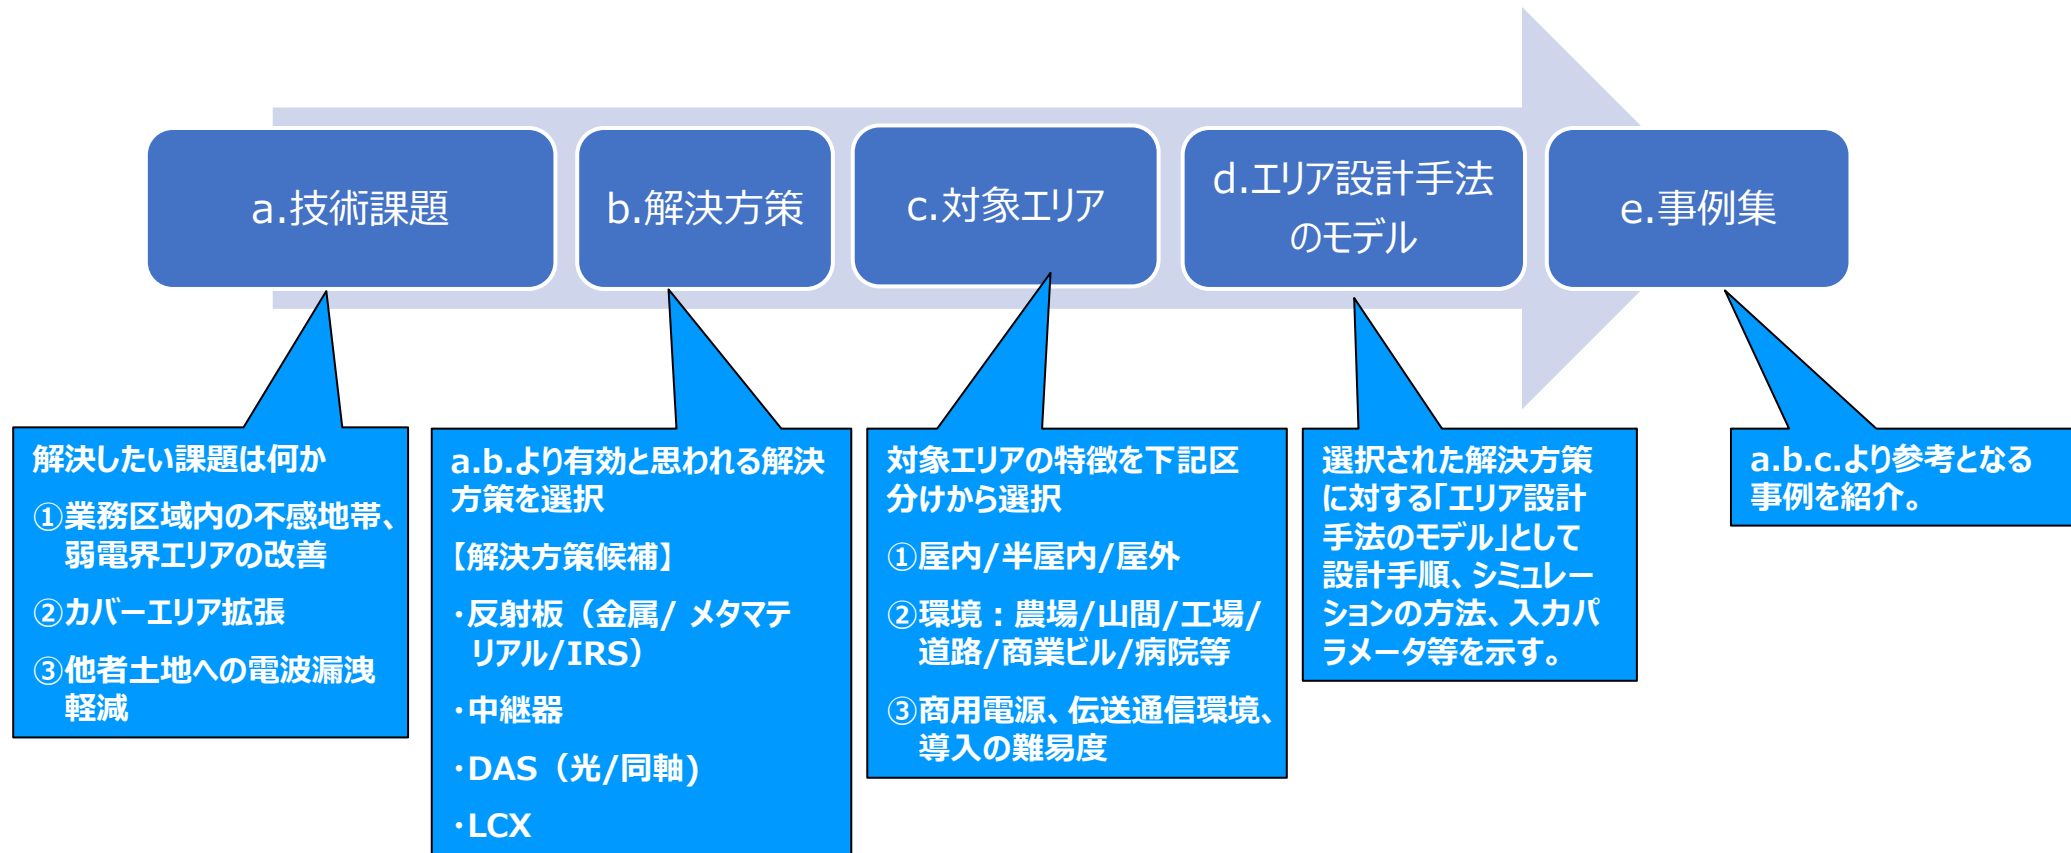 a.技術課題
b.解決方策
c.対象エリア
d.エリア設計手法
のモデル
e.事例集
解決したい課題は何か
①業務区域内の不感地帯、
弱電界エリアの改善
②カバーエリア拡張
③他者土地への電波漏洩
軽減
a.b.より有効と思われる解決
方策を選択
【解決方策候補】
・反射板（金属/ メタマテ
リアル/IRS）
・中継器
・DAS（光/同軸)
・LCX
対象エリアの特徴を下記区
分けから選択
①屋内/半屋内/屋外
②環境：農場/山間/工場/
道路/商業ビル/病院等
③商用電源、伝送通信環境、
導入の難易度
選択された解決方策
に対する「エリア設計
手法のモデル」として
設計手順、シミュレー
ションの方法、入力パ
ラメータ等を示す。
a.b.c.より参考となる
事例を紹介。